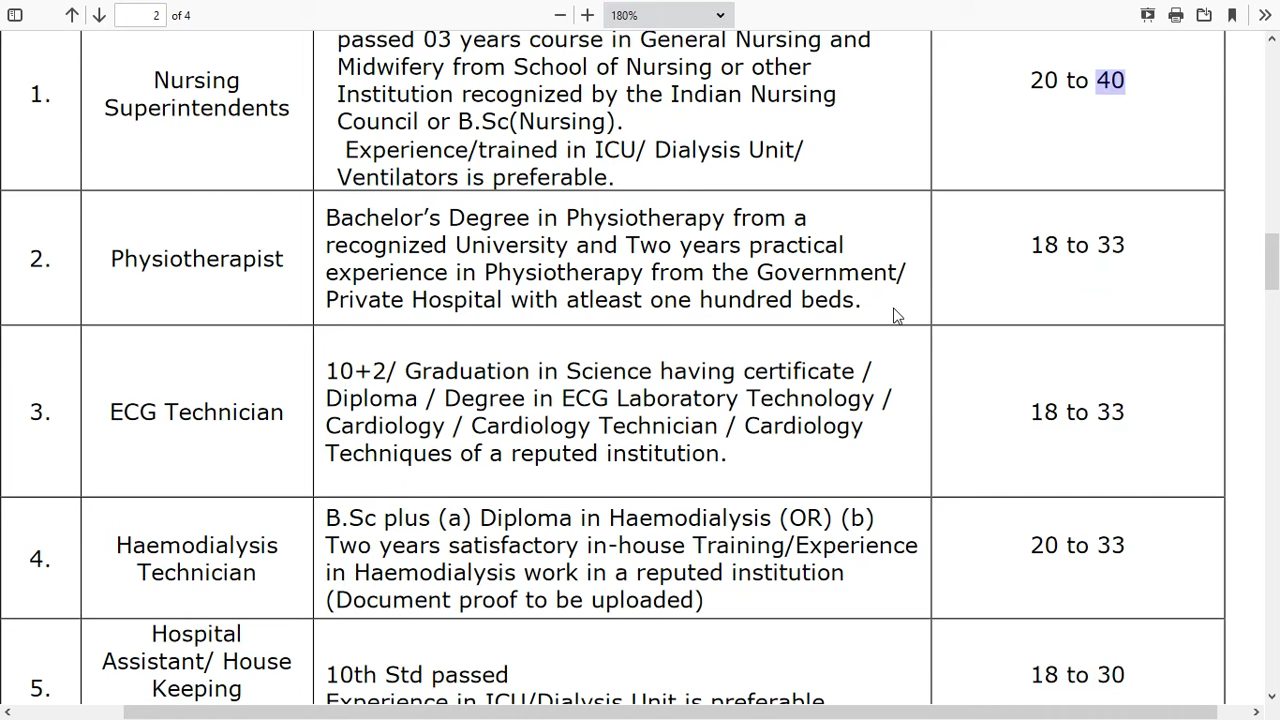 2 of 4
180%
passed 03 years course in General Nursing and
Midwifery from School of Nursing or other
Institution recognized by the Indian Nursing
Council or B.Sc(Nursing).
Experience/trained in ICU/ Dialysis Unit/
Ventilators is preferable.
1.
Nursing
Superintendents
20 to 40
2.
Physiotherapist
Bachelor’s Degree in Physiotherapy from a
recognized University and Two years practical
experience in Physiotherapy from the Government/
Private Hospital with atleast one hundred beds.
18 to 33
3.
ECG Technician
10+2/ Graduation in Science having certificate /
Diploma / Degree in ECG Laboratory Technology /
Cardiology / Cardiology Technician / Cardiology
Techniques of a reputed institution.
18 to 33
4.
Haemodialysis
Technician
B.Sc plus (a) Diploma in Haemodialysis (OR) (b)
Two years satisfactory in-house Training/Experience
in Haemodialysis work in a reputed institution
(Document proof to be uploaded)
20 to 33
5.
Hospital
Assistant/ House
Keeping
10th Std passed
Experience in ICU/Dialysis Unit is preferable
18 to 30